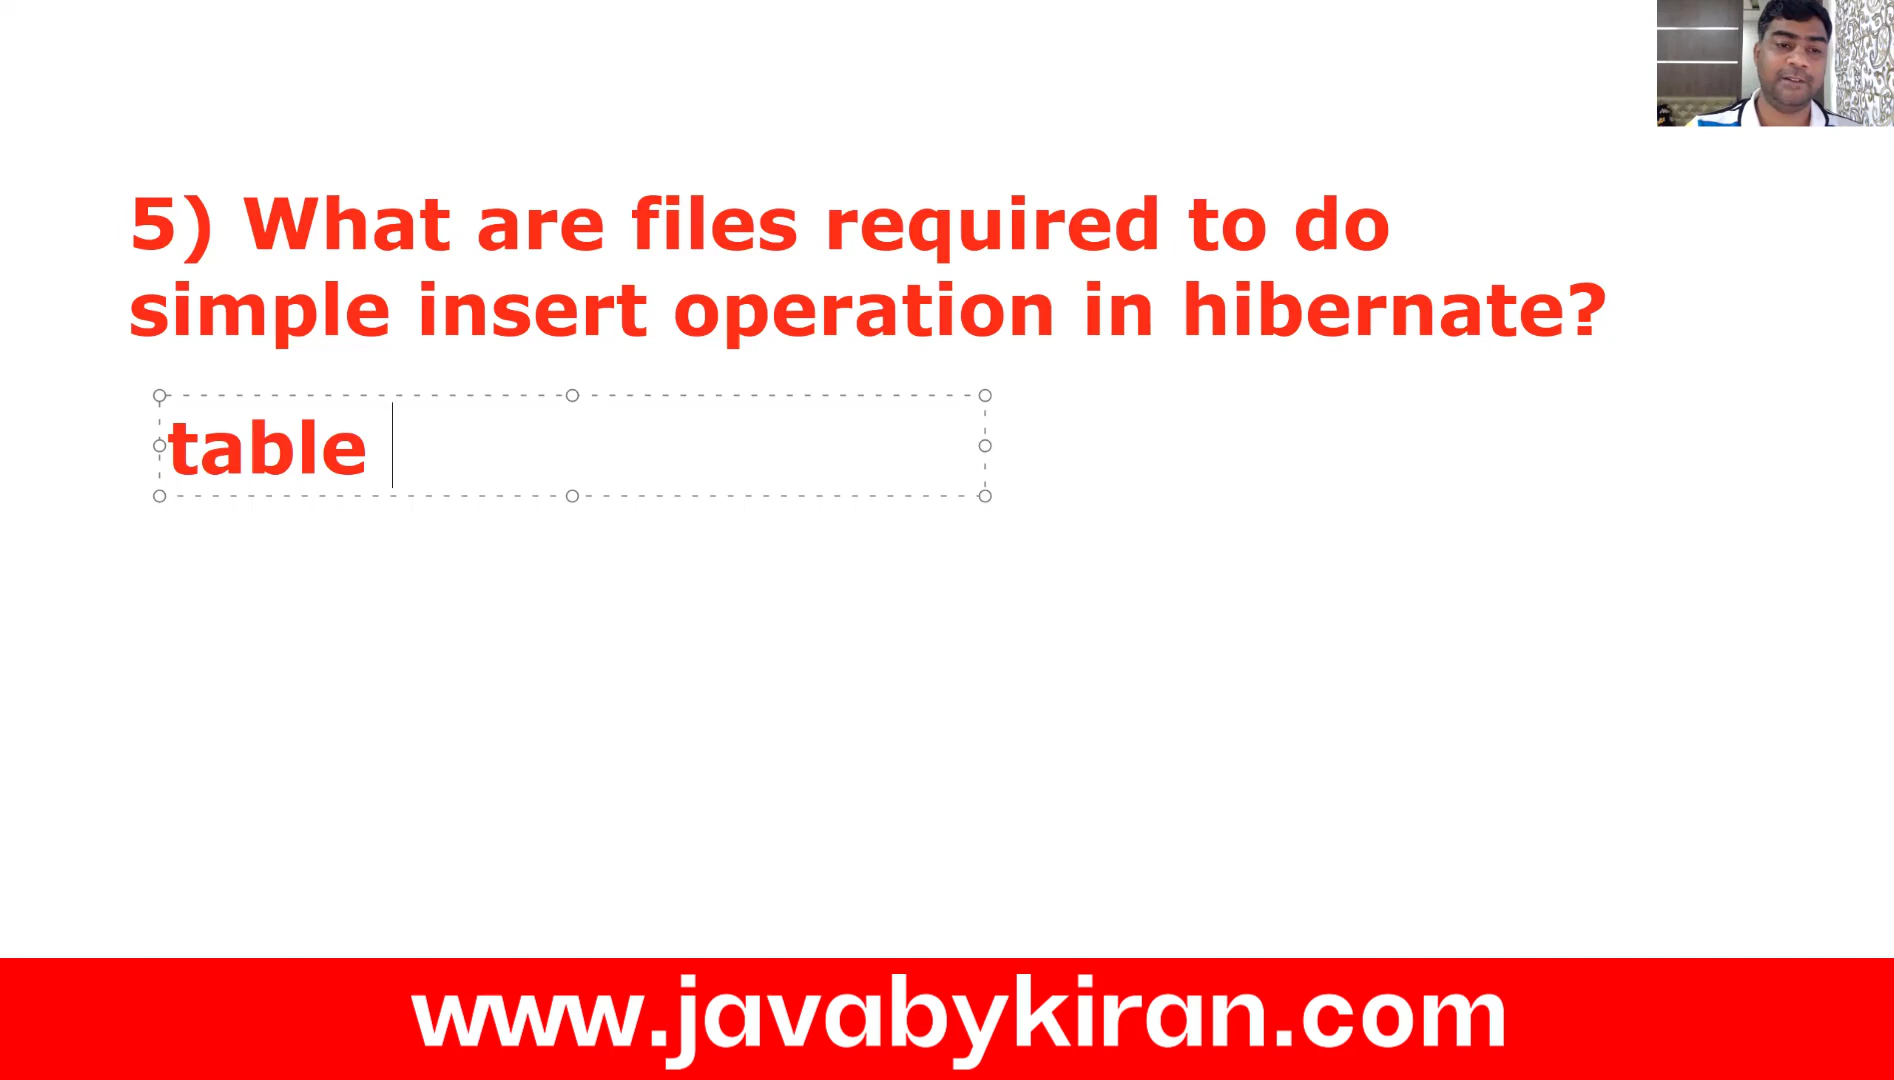 5) What are files required to do
simple insert operation in hibernate?
table
www.javabykiran.com